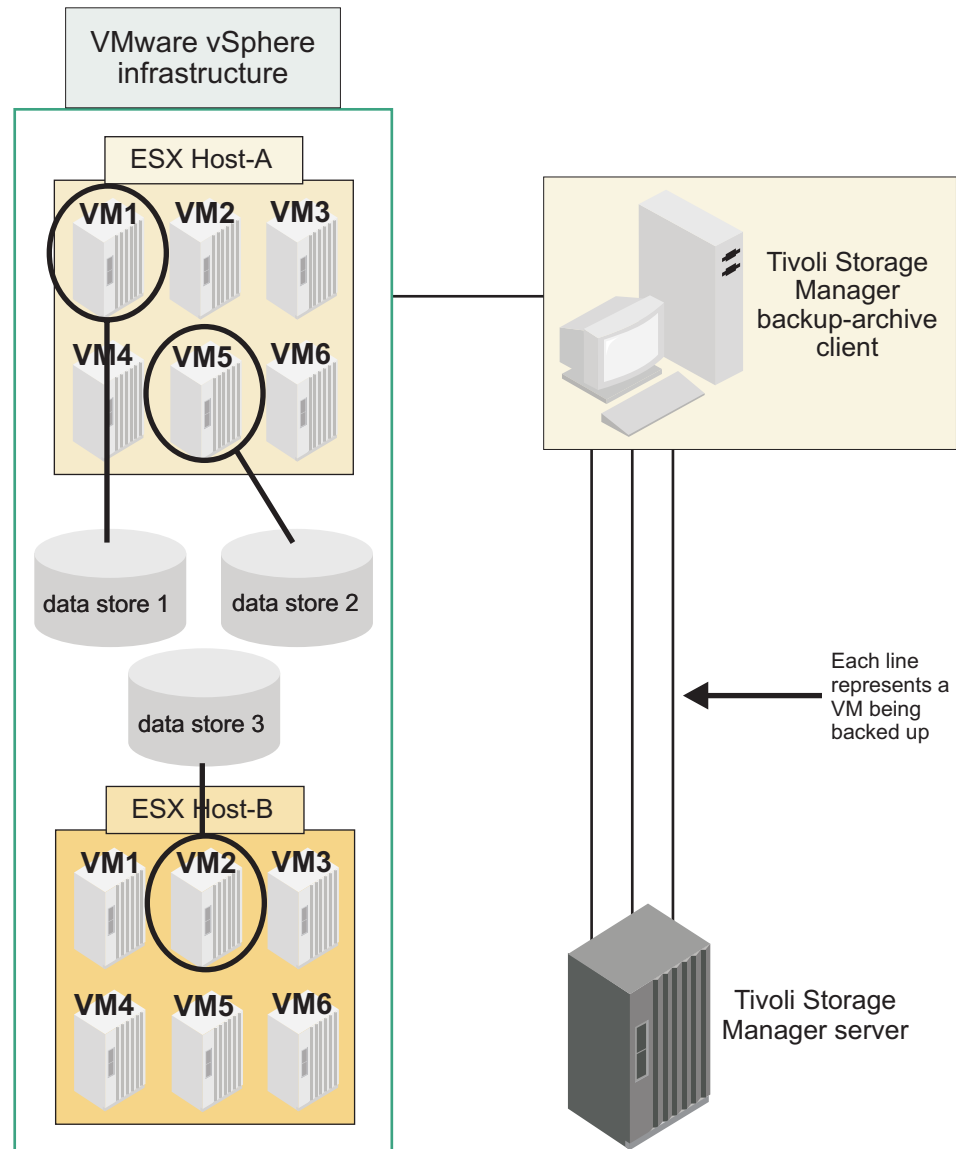 VMware vSphere
infrastructure
ESX Host-A
VM1 VM2 VM3
VM4 VM5 VM6
data store 1
data store 2
data store 3
ESX Host-B
VM1 VM2 VM3
VM4 VM5 VM6
Tivoli Storage
Manager
backup-archive
client
Each line
represents a
VM being
backed up
Tivoli Storage
Manager server